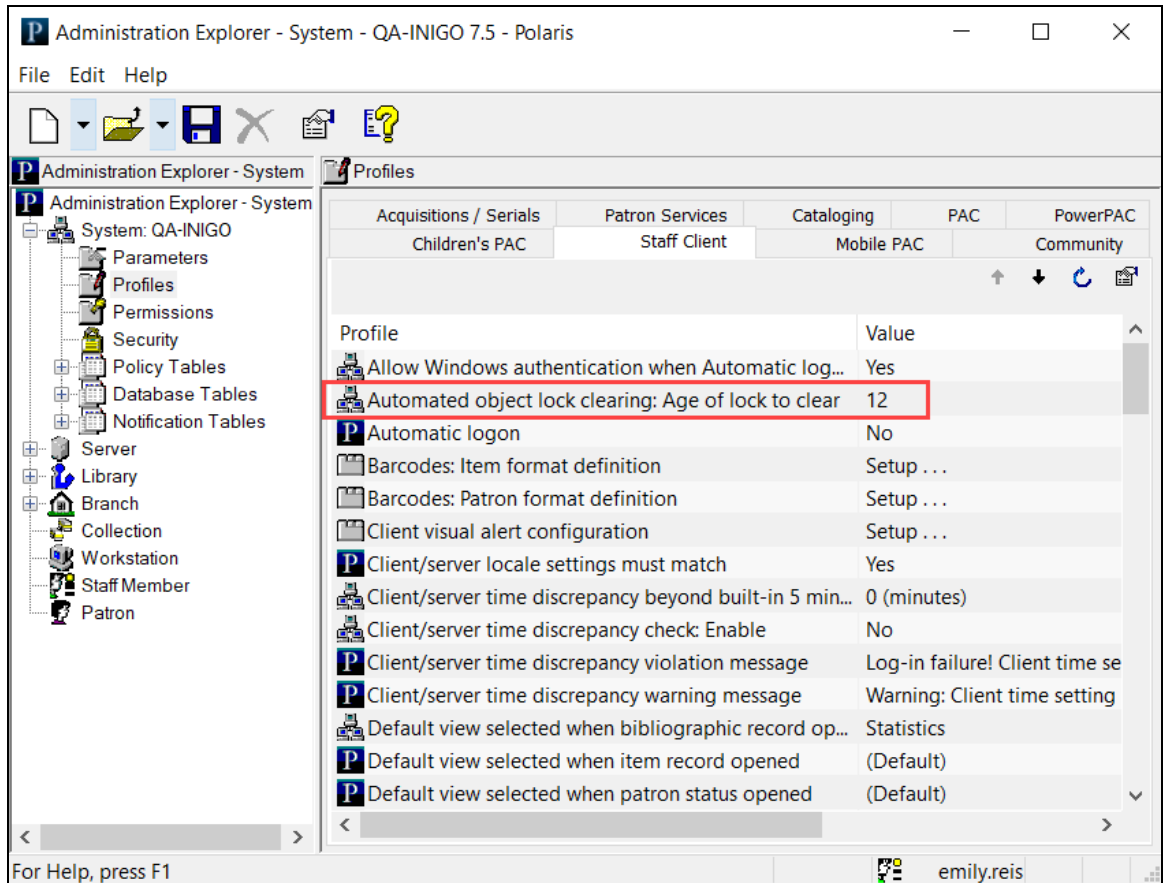 Administration Explorer - System - QA-INIGO 7.5 - Polaris
File Edit Help
Administration Explorer - System
Profiles
Administration Explorer - System
System: QA-INIGO
Parameters
Profiles
Permissions
Security
Policy Tables
Database Tables
Notification Tables
Server
Library
Branch
Collection
Workstation
Staff Member
Patron
Acquisitions / Serials Patron Services Cataloging PAC PowerPAC
Children's PAC Staff Client Mobile PAC Community
Profile Value
Allow Windows authentication when Automatic log... Yes
Automated object lock clearing: Age of lock to clear 12
Automatic logon No
Barcodes: Item format definition Setup . . .
Barcodes: Patron format definition Setup . . .
Client visual alert configuration Setup . . .
Client/server locale settings must match Yes
Client/server time discrepancy beyond built-in 5 min... 0 (minutes)
Client/server time discrepancy check: Enable No
Client/server time discrepancy violation message Log-in failure! Client time se
Client/server time discrepancy warning message Warning: Client time setting
Default view selected when bibliographic record op... Statistics
Default view selected when item record opened (Default)
Default view selected when patron status opened (Default)
For Help, press F1 emily.reis